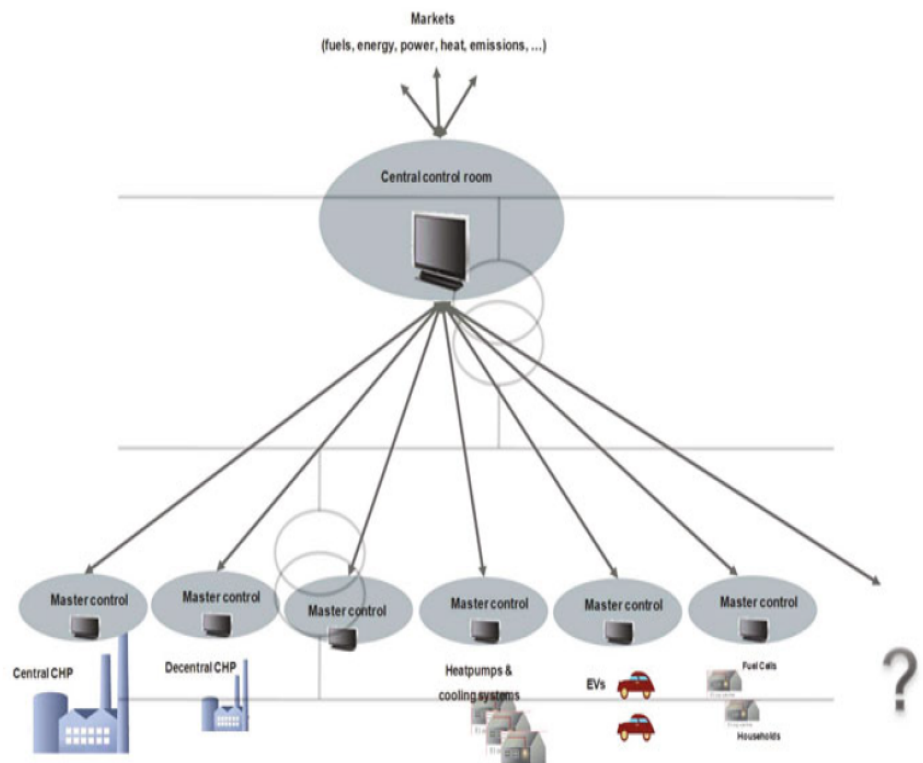 Markets
(fuels, energy, power, heat, emissions, ...)
Central control room
Master control
Master control
Master control
Master control
Master control
Master control
Central CHP
Decentral CHP
Heatpumps &
cooling systems
EVs
Fuel Cells
Households
?